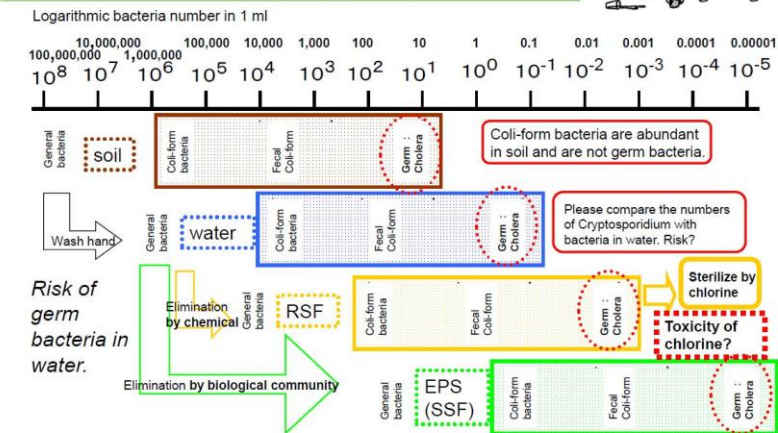 Logarithmic bacteria number in 1 ml
100,000,000 10,000,000 1,000,000 100,000 10,000 1,000 100 10 1 0.1 0.01 0.001 0.0001 0.00001
10⁸ 10⁷ 10⁶ 10⁵ 10⁴ 10³ 10² 10¹ 10⁰ 10⁻¹ 10⁻² 10⁻³ 10⁻⁴ 10⁻⁵
General
bacteria
soil
Coli-form
bacteria
Fecal
Coli-form
Germ :
Cholera
Coli-form bacteria are abundant
in soil and are not germ bacteria.
Wash hand
General
bacteria
water
Coli-form
bacteria
Fecal
Coli-form
Germ :
Cholera
Please compare the numbers
of Cryptosporidium with
bacteria in water. Risk?
Risk of
germ
bacteria in
water.
Elimination
by chemical
General
bacteria
RSF
Coli-form
bacteria
Fecal
Coli-form
Germ :
Cholera
Sterilize by
chlorine
Toxicity of
chlorine?
Elimination by biological community
General
bacteria
EPS
(SSF)
Coli-form
bacteria
Fecal
Coli-form
Germ :
Cholera